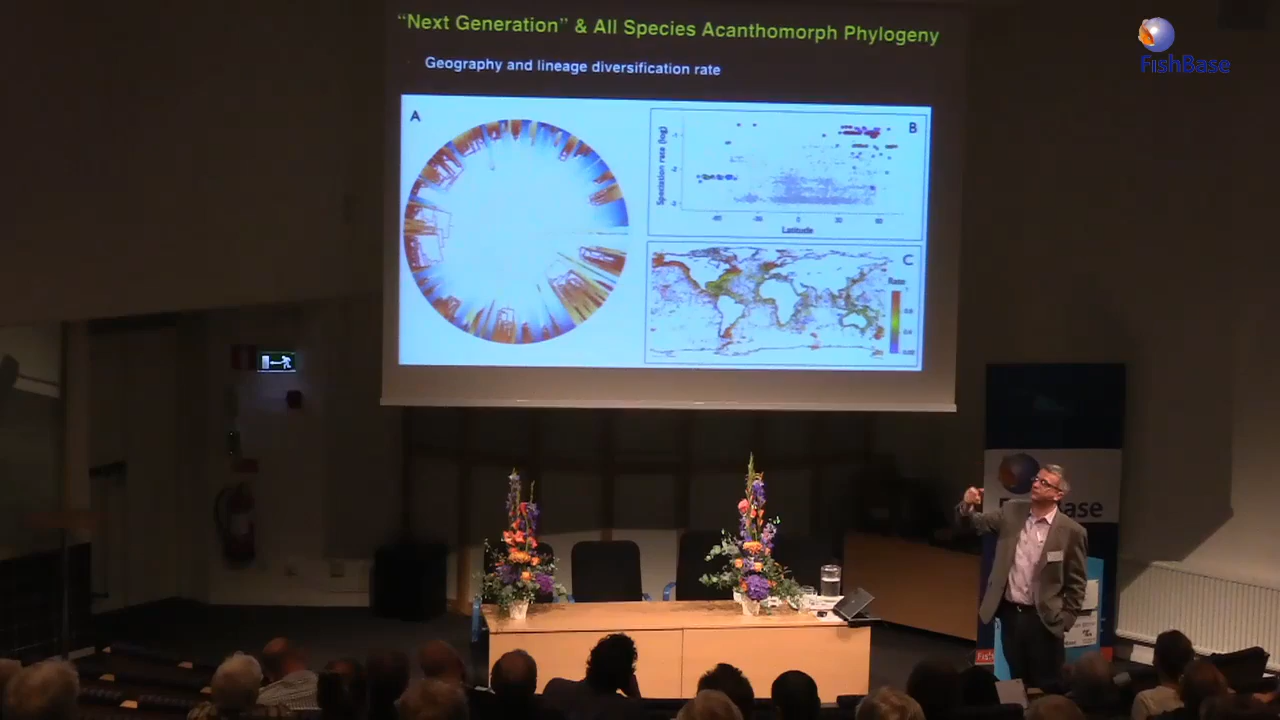 “Next Generation” & All Species Acanthomorph Phylogeny
Geography and lineage diversification rate
A
B
Speciation rate (log)
Latitude
C
Rate
FishBase